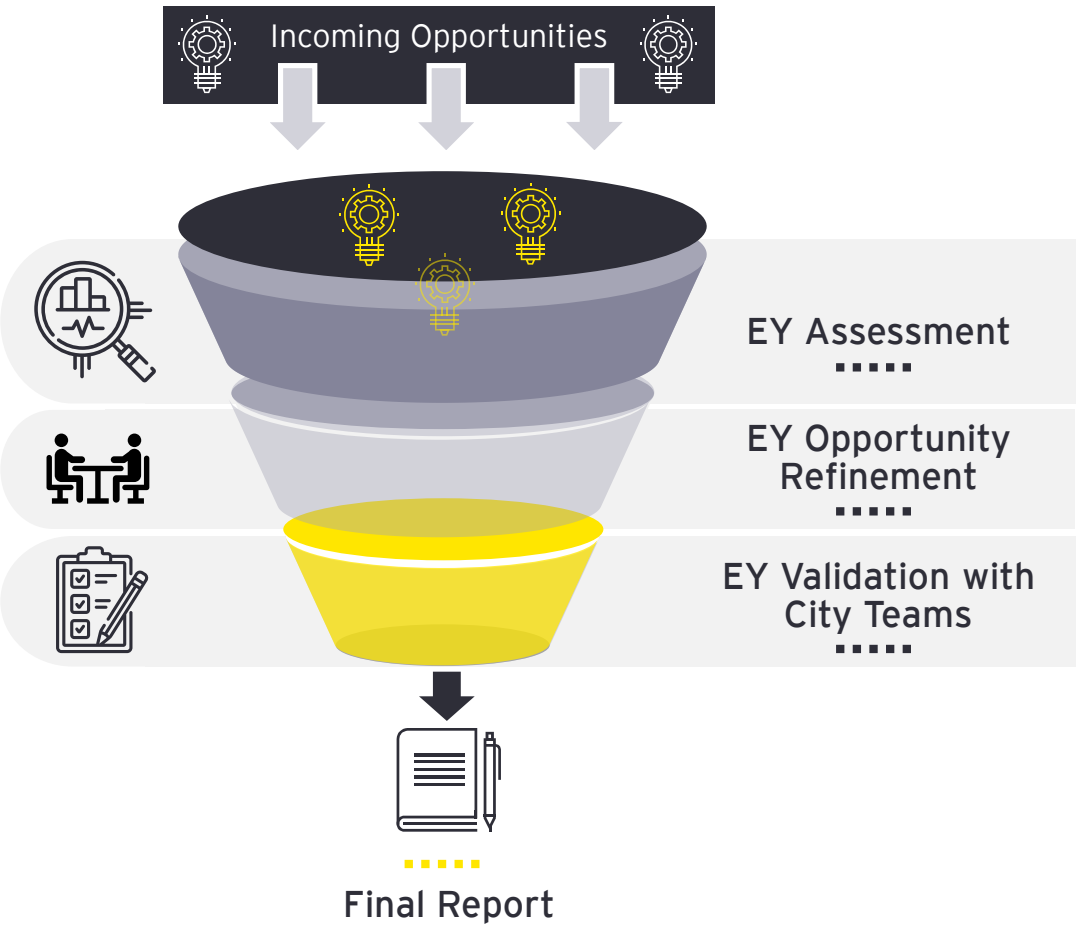 Incoming Opportunities
EY Assessment
EY Opportunity
Refinement
EY Validation with
City Teams
Final Report